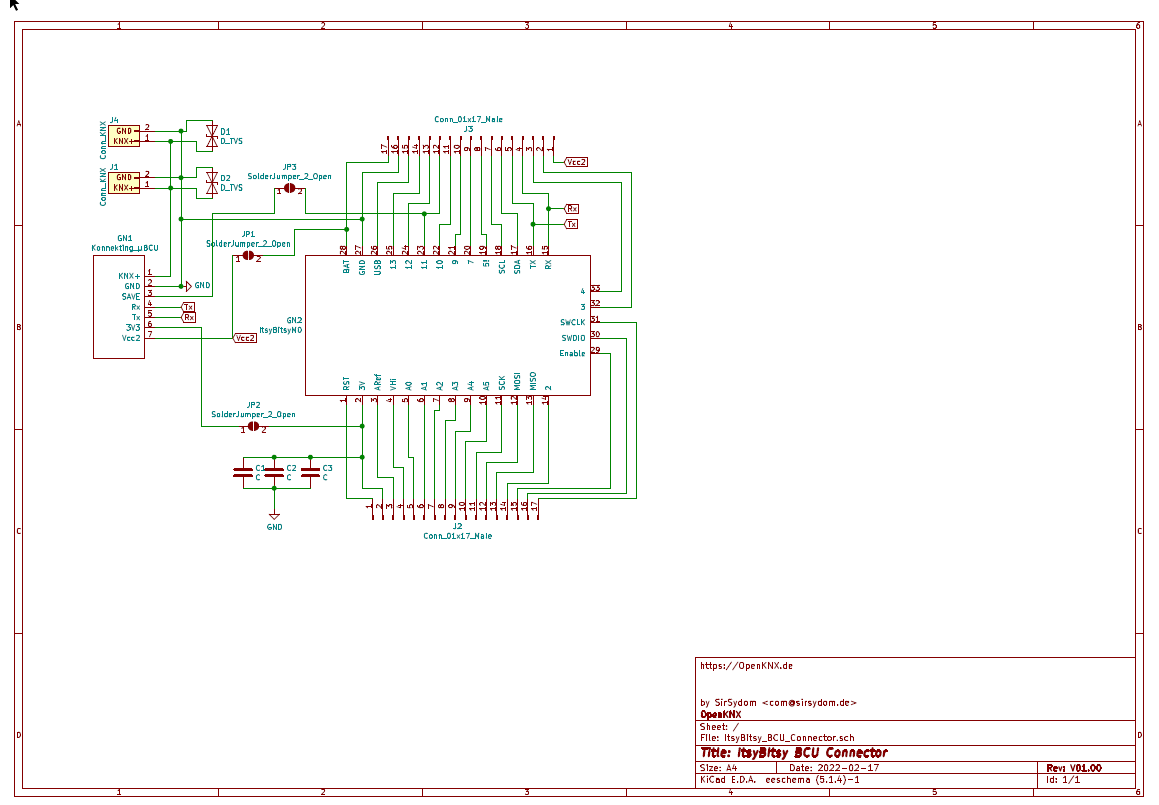 1 2 3 4 5 6
A A
B B
C C
D D
J4
Conn_KNX
GND 2
KNX+ 1
D1
D_TVS
J1
Conn_KNX
GND 2
KNX+ 1
D2
D_TVS
JP3
SolderJumper_2_Open
1 2
JP1
SolderJumper_2_Open
1 2
GN1
Konnekting_µBCU
KNX+ 1
GND 2
SAVE 3
Rx 4
Tx 5
3V3 6
Vcc2 7
GND
Tx
Rx
Vcc2
Conn_01x17_Male
J3
17 16 15 14 13 12 11 10 9 8 7 6 5 4 3 2 1
Vcc2
Rx
Tx
28 27 26 25 24 23 22 21 20 19 18 17 16 15
BAT GND USB 13 12 11 10 9 7 5! SCL SDA TX RX
GN2
ItsyBitsyM0
4 33
3 32
SWCLK 31
SWDIO 30
Enable 29
RST 3V ARef VHi A0 A1 A2 A3 A4 A5 SCK MOSI MISO 2
1 2 3 4 5 6 7 8 9 10 11 12 13 14
JP2
SolderJumper_2_Open
1 2
C1
C
C2
C
C3
C
GND
1 2 3 4 5 6 7 8 9 10 11 12 13 14 15 16 17
J2
Conn_01x17_Male
https://OpenKNX.de
by SirSydom <com@sirsydom.de>
OpenKNX
Sheet: /
File: ItsyBitsy_BCU_Connector.sch
Title: ItsyBitsy BCU Connector
Size: A4 Date: 2022-02-17 Rev: V01.00
KiCad E.D.A. eeschema (5.1.4)-1 Id: 1/1
1 2 3 4 5 6